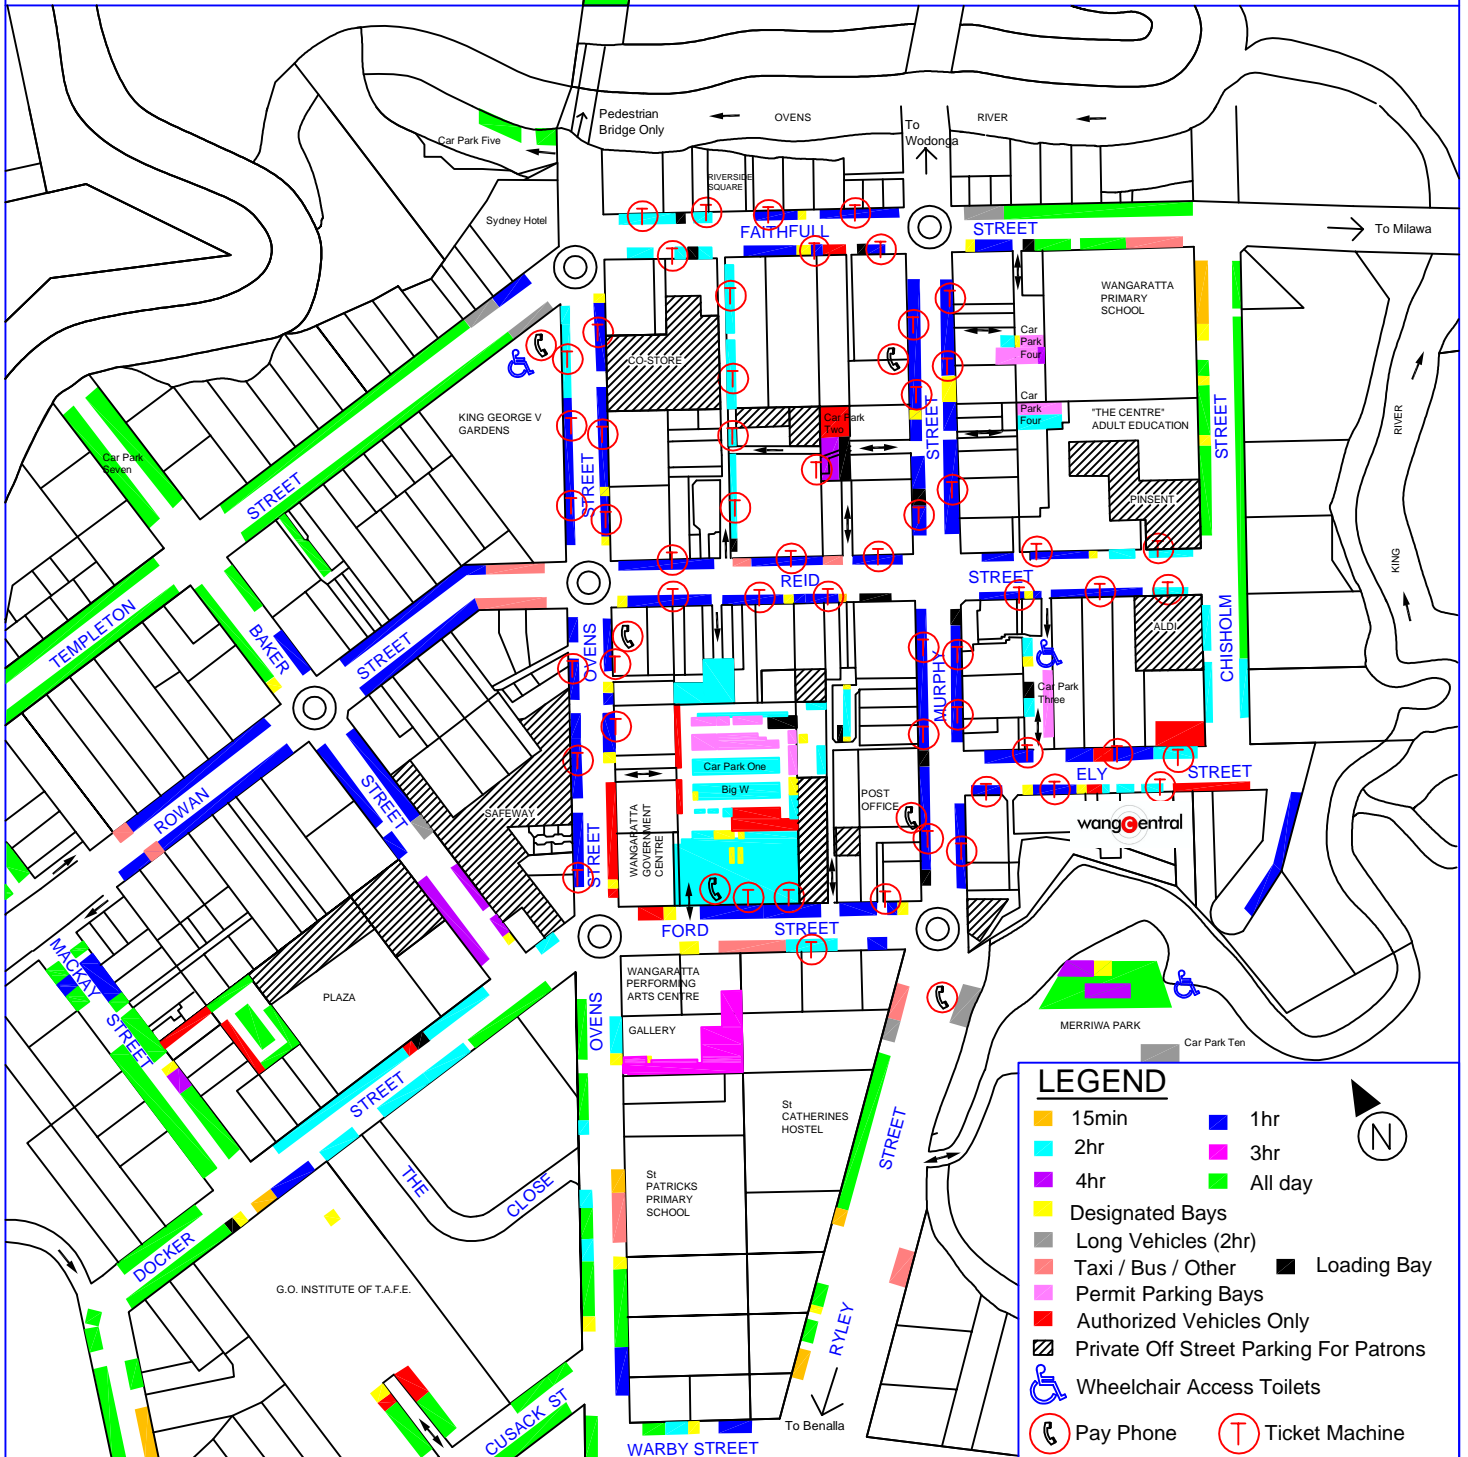 Pedestrian
Bridge Only
OVENS
RIVER
To
Wodonga
Car Park Five
RIVERSIDE
SQUARE
Sydney Hotel
FAITHFULL
STREET
To Milawa
WANGARATTA
PRIMARY
SCHOOL
Car
Park
Four
CO-STORE
KING GEORGE V
GARDENS
Car Park
Two
Car
Park
Four
"THE CENTRE"
ADULT EDUCATION
STREET
STREET
STREET
RIVER
Car Park
Seven
STREET
PINSENT
KING
REID
STREET
TEMPLETON
BAKER
STREET
OVENS
MURPHY
ALDI
CHISHOLM
Car Park
Three
Car Park One
Big W
ELY
STREET
ROWAN
STREET
SAFEWAY
STREET
WANGARATTA
GOVERNMENT
CENTRE
POST
OFFICE
wangcentral
FORD
STREET
MACKAY
STREET
PLAZA
OVENS
WANGARATTA
PERFORMING
ARTS CENTRE
GALLERY
MERRIWA PARK
Car Park Ten
STREET
St
CATHERINES
HOSTEL
STREET
THE
CLOSE
St
PATRICKS
PRIMARY
SCHOOL
DOCKER
G.O. INSTITUTE OF T.A.F.E.
RYLEY
To Benalla
CUSACK ST
WARBY STREET
LEGEND
15min
1hr
2hr
3hr
4hr
All day
Designated Bays
Long Vehicles (2hr)
Taxi / Bus / Other
Loading Bay
Permit Parking Bays
Authorized Vehicles Only
Private Off Street Parking For Patrons
Wheelchair Access Toilets
Pay Phone
T
Ticket Machine
N